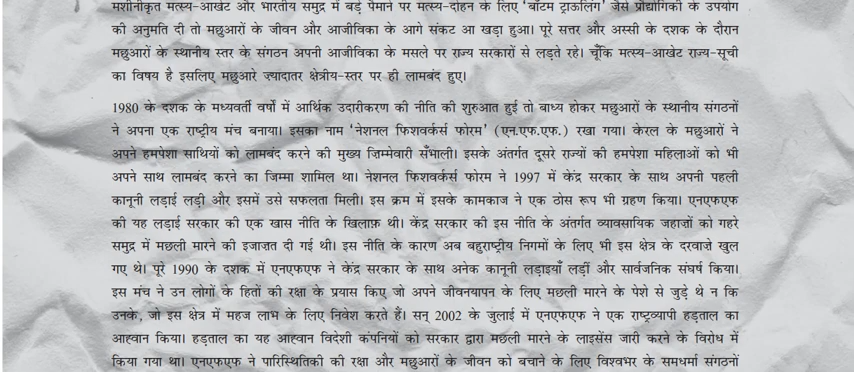 मशीनीकृत मत्स्य-आखेट और भारतीय समुद्र में बड़े पैमाने पर मत्स्य-दोहन के लिए 'बॉटम ट्राऊलिंग' जैसे प्रौद्योगिकी के उपयोग
की अनुमति दी तो मछुआरों के जीवन और आजीविका के आगे संकट आ खड़ा हुआ। पूरे सत्तर और अस्सी के दशक के दौरान
मछुआरों के स्थानीय स्तर के संगठन अपनी आजीविका के मसले पर राज्य सरकारों से लड़ते रहे। चूँकि मत्स्य-आखेट राज्य-सूची
का विषय है इसलिए मछुआरे ज़्यादातर क्षेत्रीय-स्तर पर ही लामबंद हुए।
1980 के दशक के मध्यवर्ती वर्षों में आर्थिक उदारीकरण की नीति की शुरुआत हुई तो बाध्य होकर मछुआरों के स्थानीय संगठनों
ने अपना एक राष्ट्रीय मंच बनाया। इसका नाम 'नेशनल फिशवर्कर्स फोरम' (एन.एफ.एफ.) रखा गया। केरल के मछुआरों ने
अपने हमपेशा साथियों को लामबंद करने की मुख्य ज़िम्मेवारी सँभाली। इसके अंतर्गत दूसरे राज्यों की हमपेशा महिलाओं को भी
अपने साथ लामबंद करने का जिम्मा शामिल था। नेशनल फिशवर्कर्स फोरम ने 1997 में केंद्र सरकार के साथ अपनी पहली
कानूनी लड़ाई लड़ी और इसमें उसे सफलता मिली। इस क्रम में इसके कामकाज ने एक ठोस रूप भी ग्रहण किया। एनएफएफ
की यह लड़ाई सरकार की एक खास नीति के खिलाफ़ थी। केंद्र सरकार की इस नीति के अंतर्गत व्यावसायिक जहाज़ों को गहरे
समुद्र में मछली मारने की इजाजत दी गई थी। इस नीति के कारण अब बहुराष्ट्रीय निगमों के लिए भी इस क्षेत्र के दरवाज़े खुल
गए थे। पूरे 1990 के दशक में एनएफएफ ने केंद्र सरकार के साथ अनेक कानूनी लड़ाइयाँ लड़ीं और सार्वजनिक संघर्ष किया।
इस मंच ने उन लोगों के हितों की रक्षा के प्रयास किए जो अपने जीवनयापन के लिए मछली मारने के पेशे से जुड़े थे न कि
उनके, जो इस क्षेत्र में महज लाभ के लिए निवेश करते हैं। सन् 2002 के जुलाई में एनएफएफ ने एक राष्ट्रव्यापी हड़ताल का
आह्वान किया। हड़ताल का यह आह्वान विदेशी कंपनियों को सरकार द्वारा मछली मारने के लाइसेंस जारी करने के विरोध में
किया गया था। एनएफएफ ने पारिस्थितिकी की रक्षा और मछुआरों के जीवन को बचाने के लिए विश्वभर के समधर्मा संगठनों